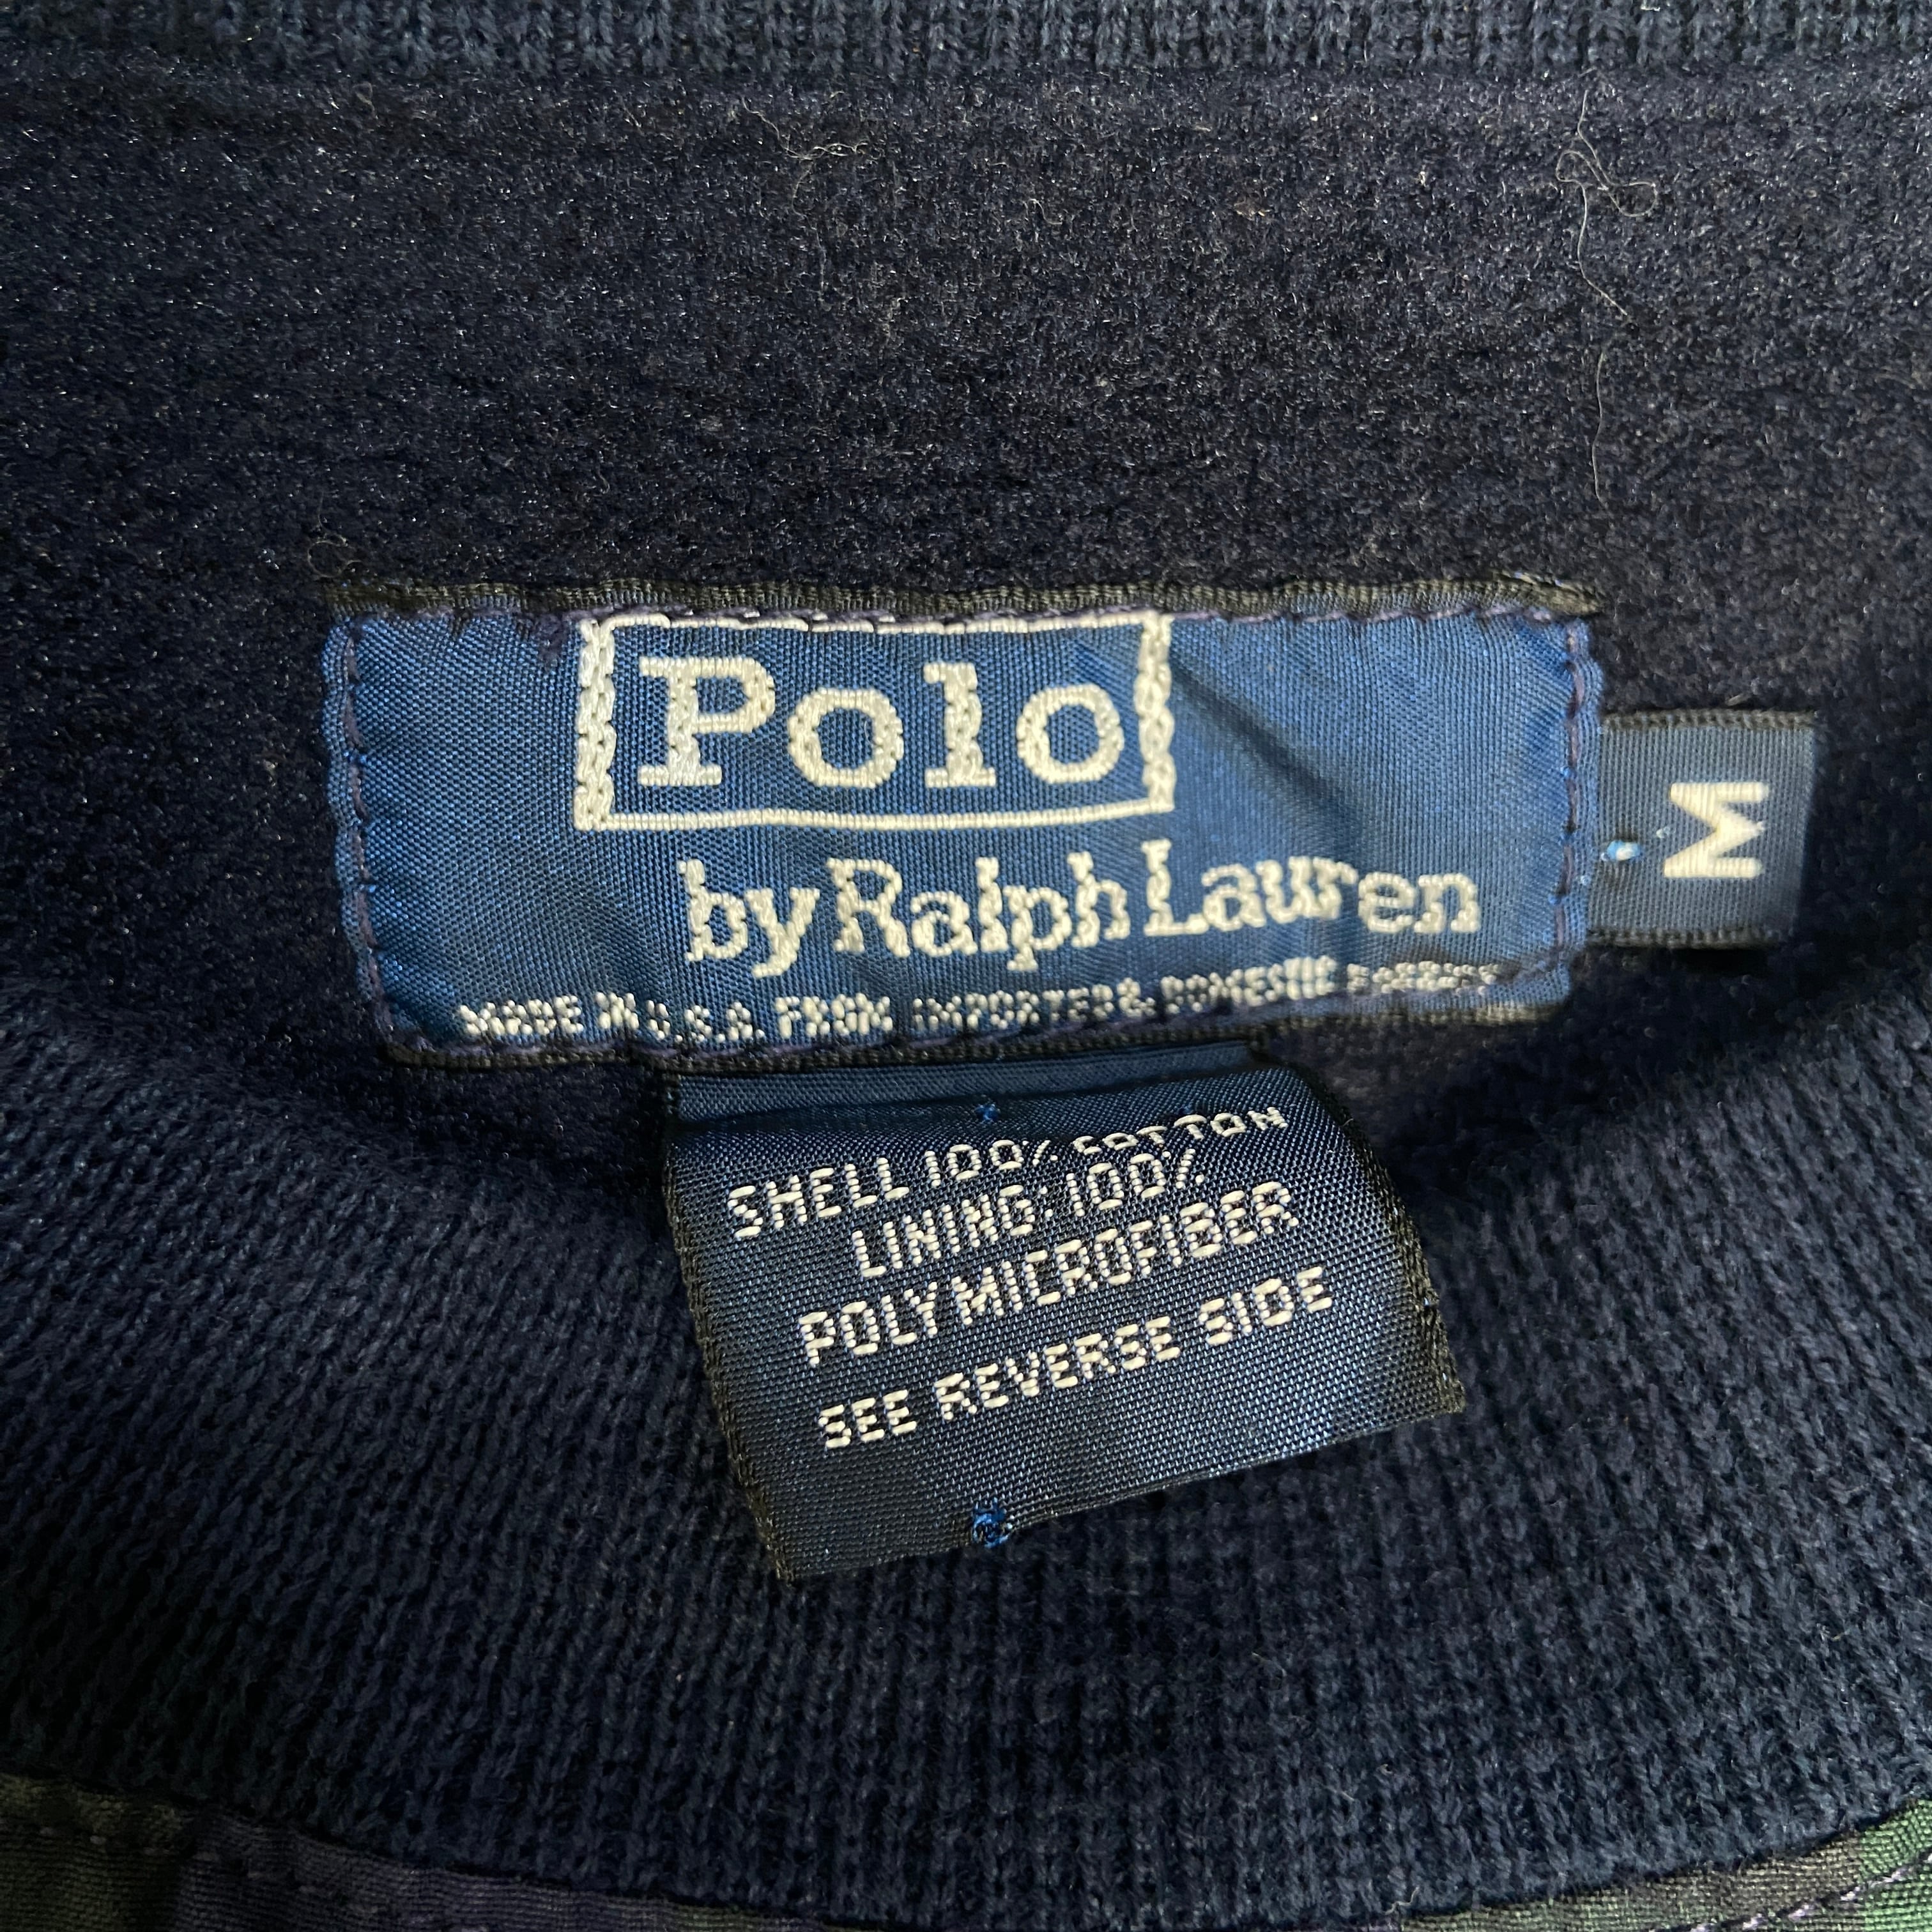 Polo
by Ralph Lauren
MADE IN U.S.A. FROM IMPORTED & DOMESTIC FABRICS
M
SHELL 100% COTTON
LINING: 100%
POLY MICROFIBER
SEE REVERSE SIDE